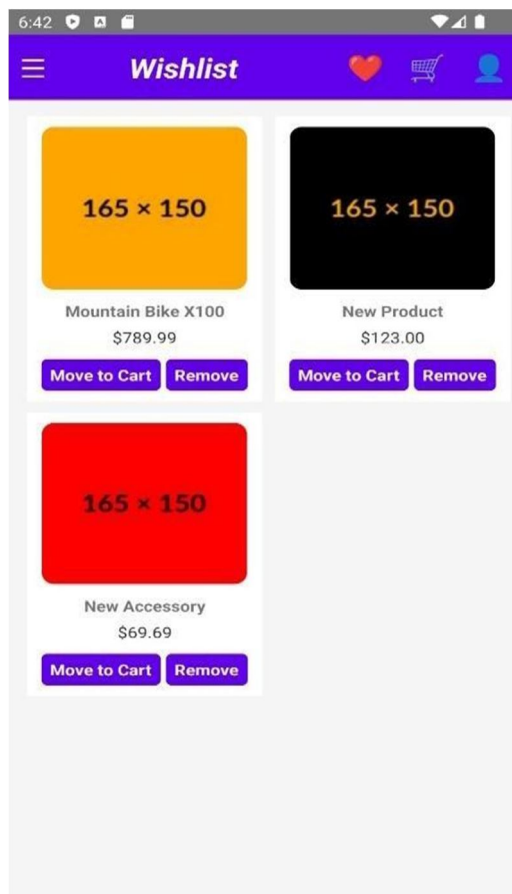 6:42
Wishlist
165 × 150
Mountain Bike X100
$789.99
Move to Cart Remove
165 × 150
New Product
$123.00
Move to Cart Remove
165 × 150
New Accessory
$69.69
Move to Cart Remove